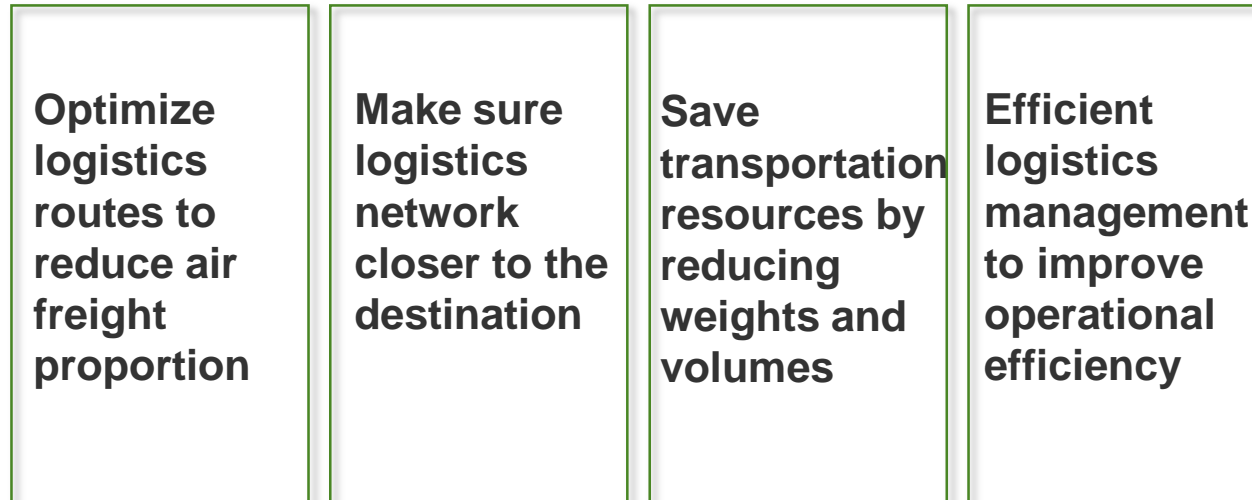 Optimize
logistics
routes to
reduce air
freight
proportion
Make sure
logistics
network
closer to the
destination
Save
transportation
resources by
reducing
weights and
volumes
Efficient
logistics
management
to improve
operational
efficiency